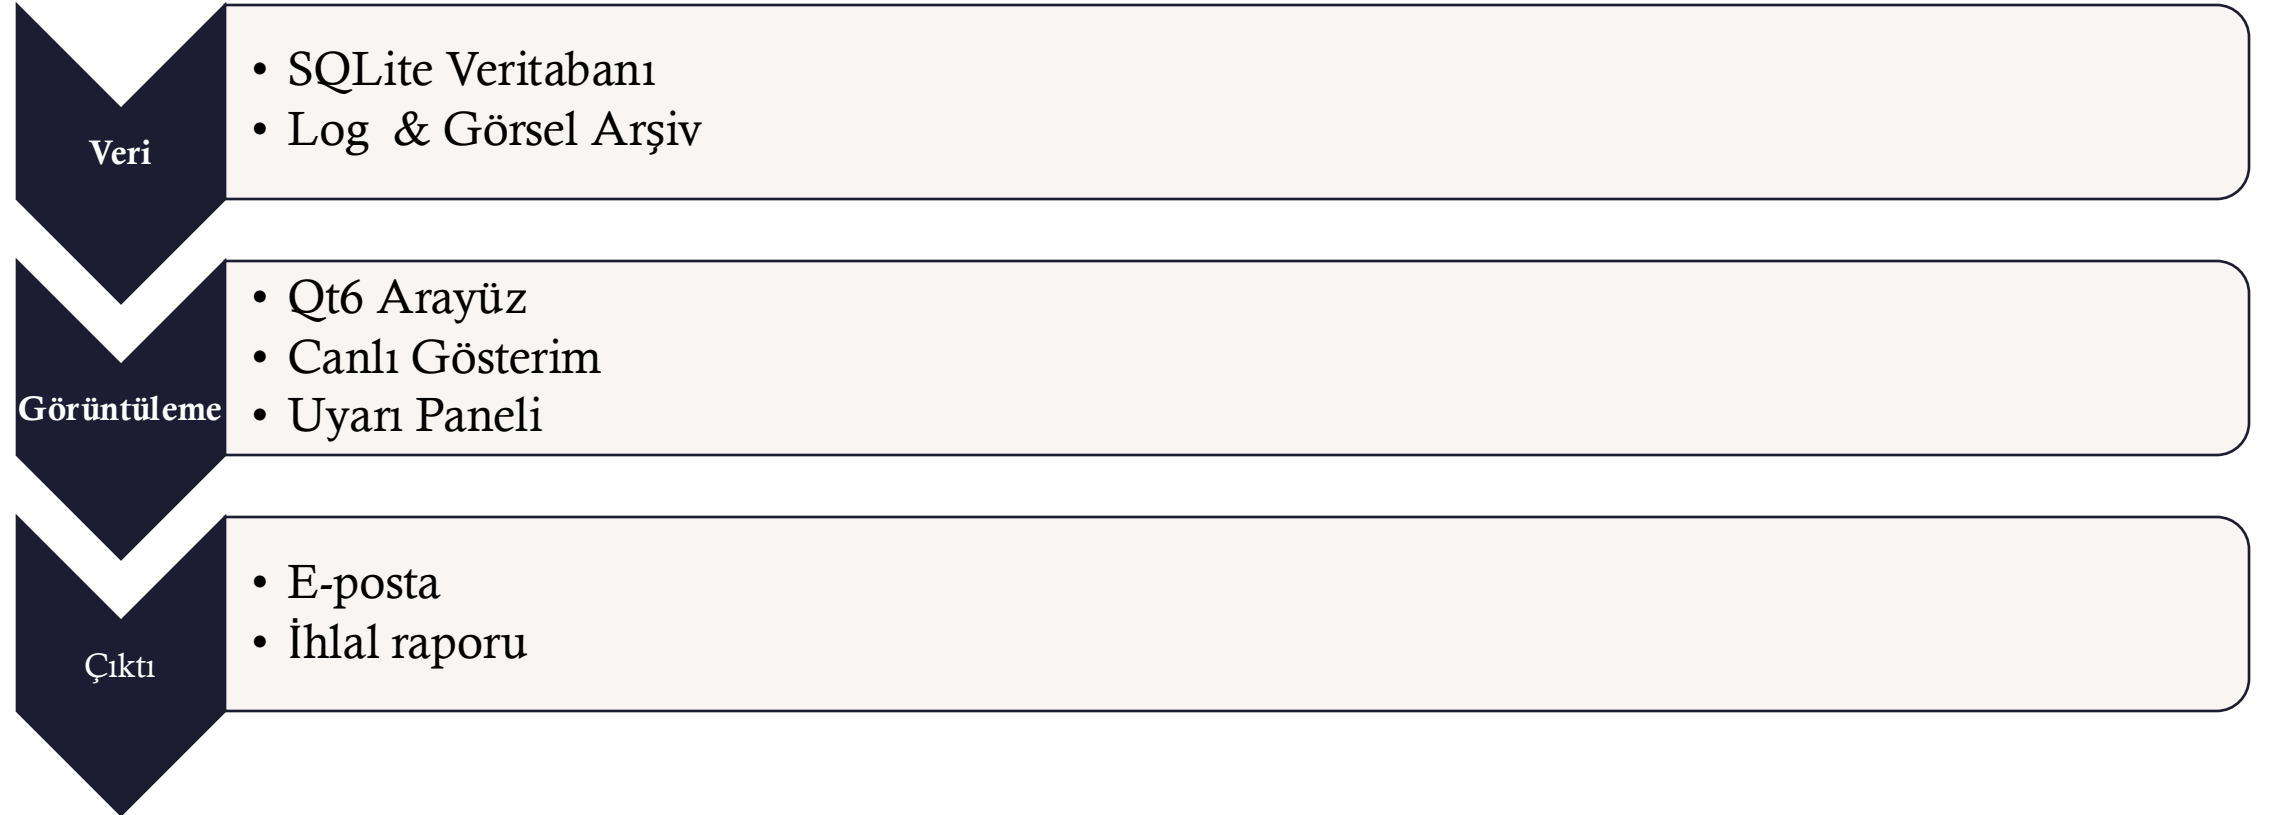 Veri
• SQLite Veritabanı
• Log & Görsel Arşiv
Görüntüleme
• Qt6 Arayüz
• Canlı Gösterim
• Uyarı Paneli
Çıktı
• E-posta
• İhlal raporu